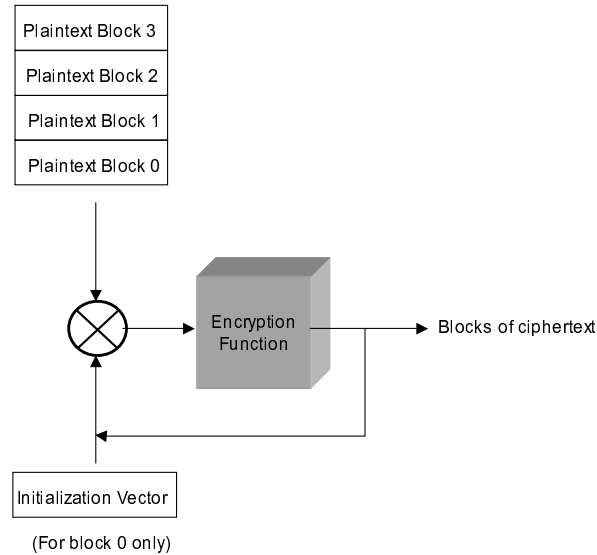 Plaintext Block 3
Plaintext Block 2
Plaintext Block 1
Plaintext Block 0
Encryption
Function
Blocks of ciphertext
Initialization Vector
(For block 0 only)